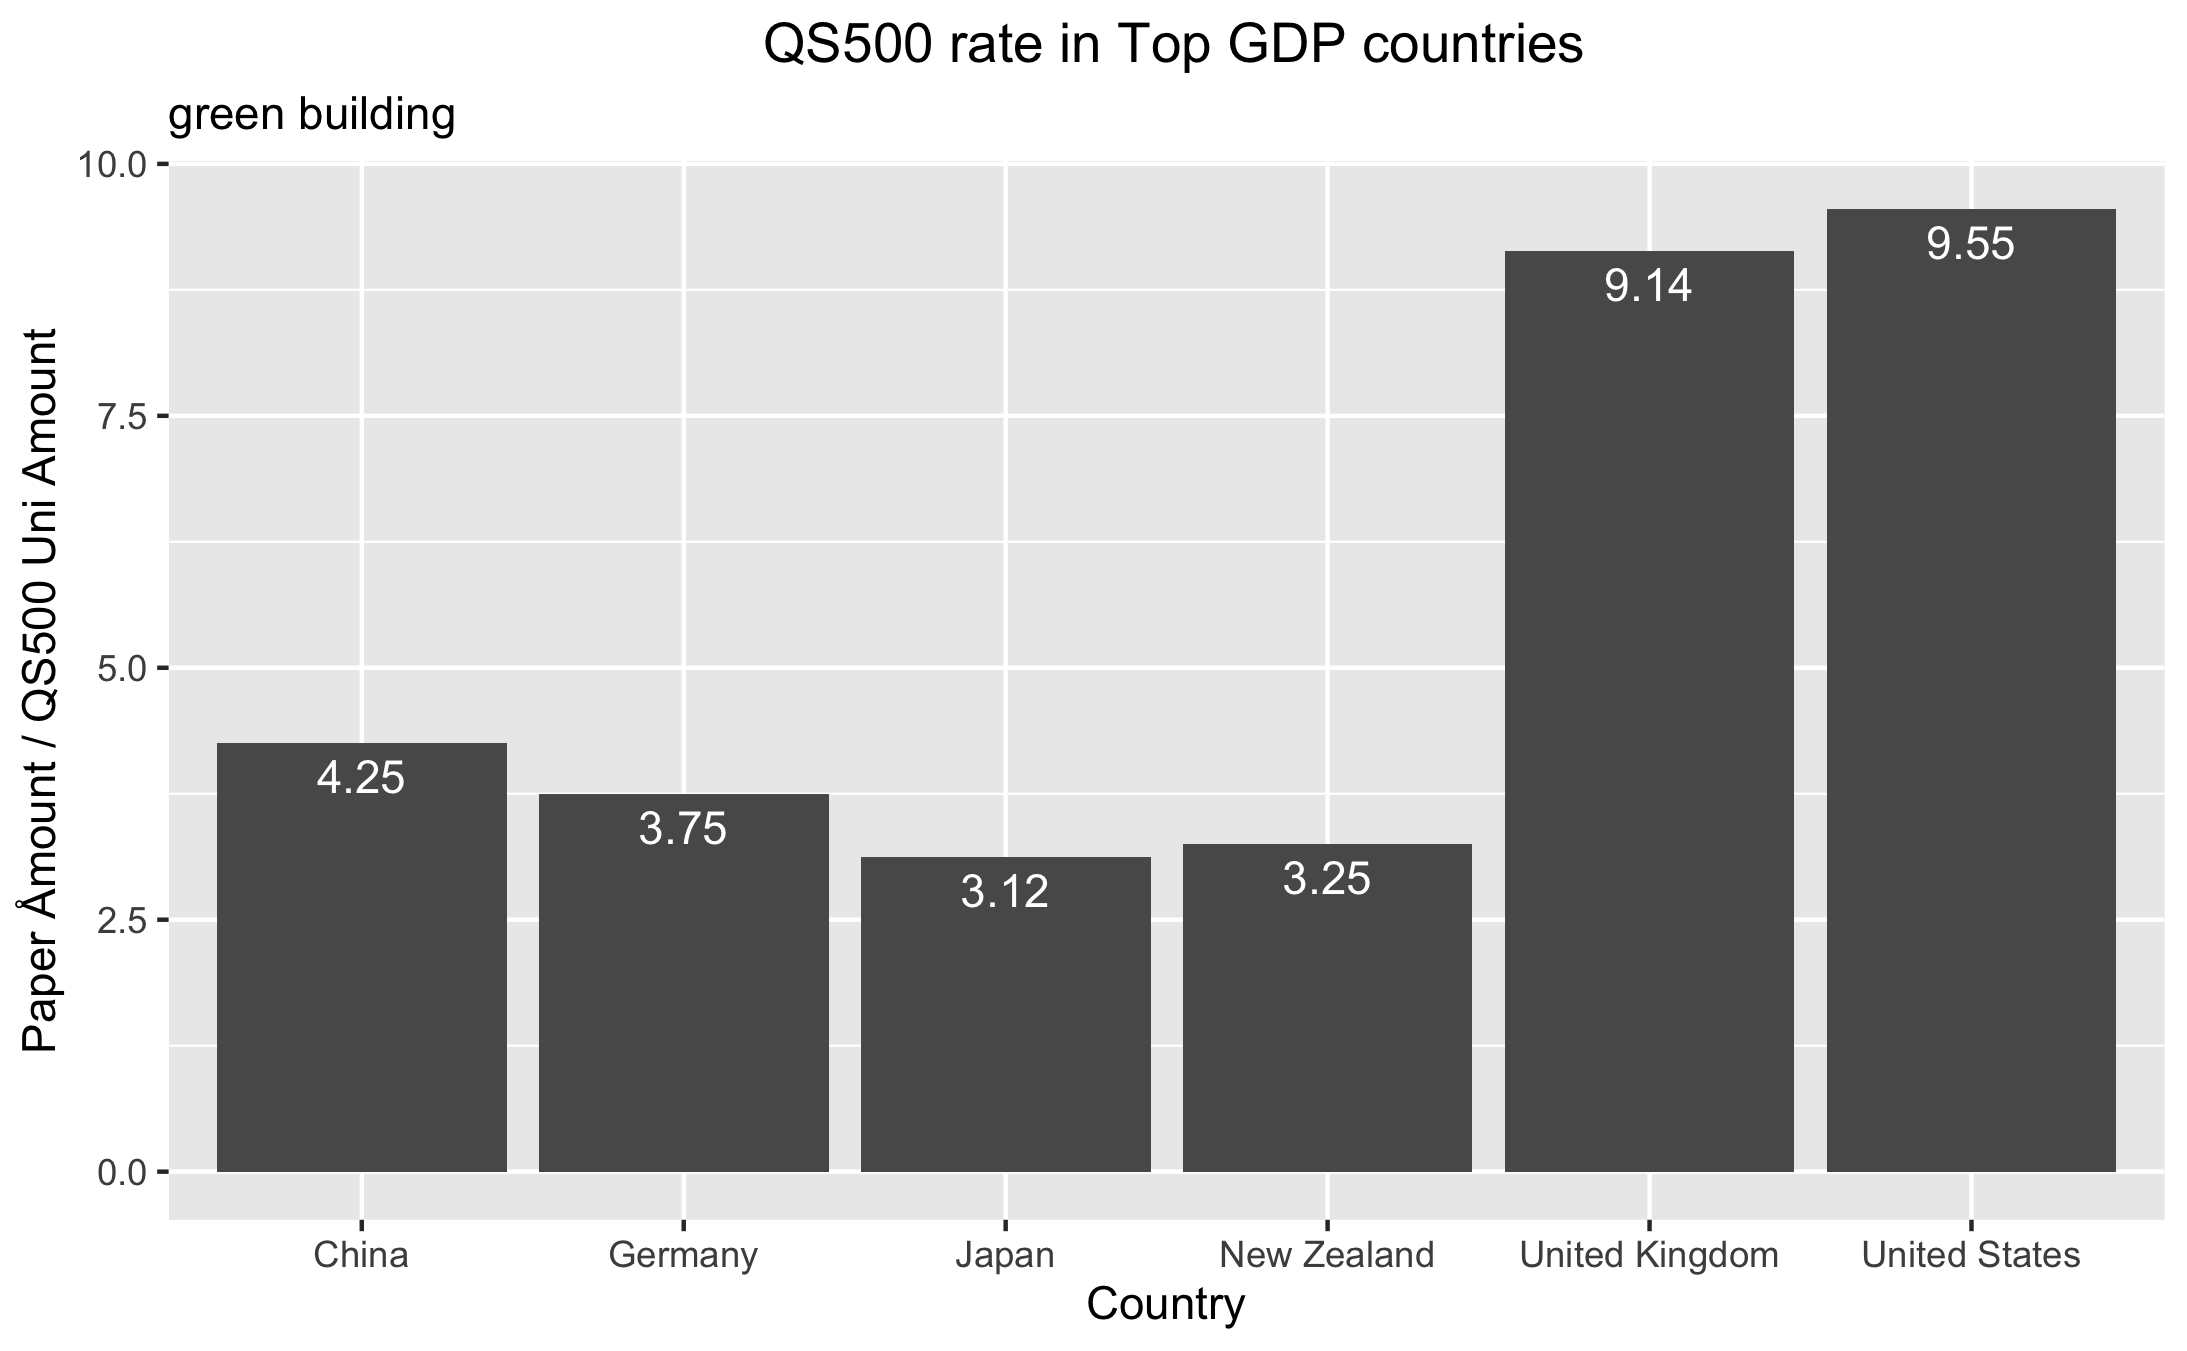 QS500 rate in Top GDP countries
green building
Paper Åmount / QS500 Uni Amount
10.0
7.5
5.0
2.5
0.0
4.25
3.75
3.12
3.25
9.14
9.55
China
Germany
Japan
New Zealand
United Kingdom
United States
Country